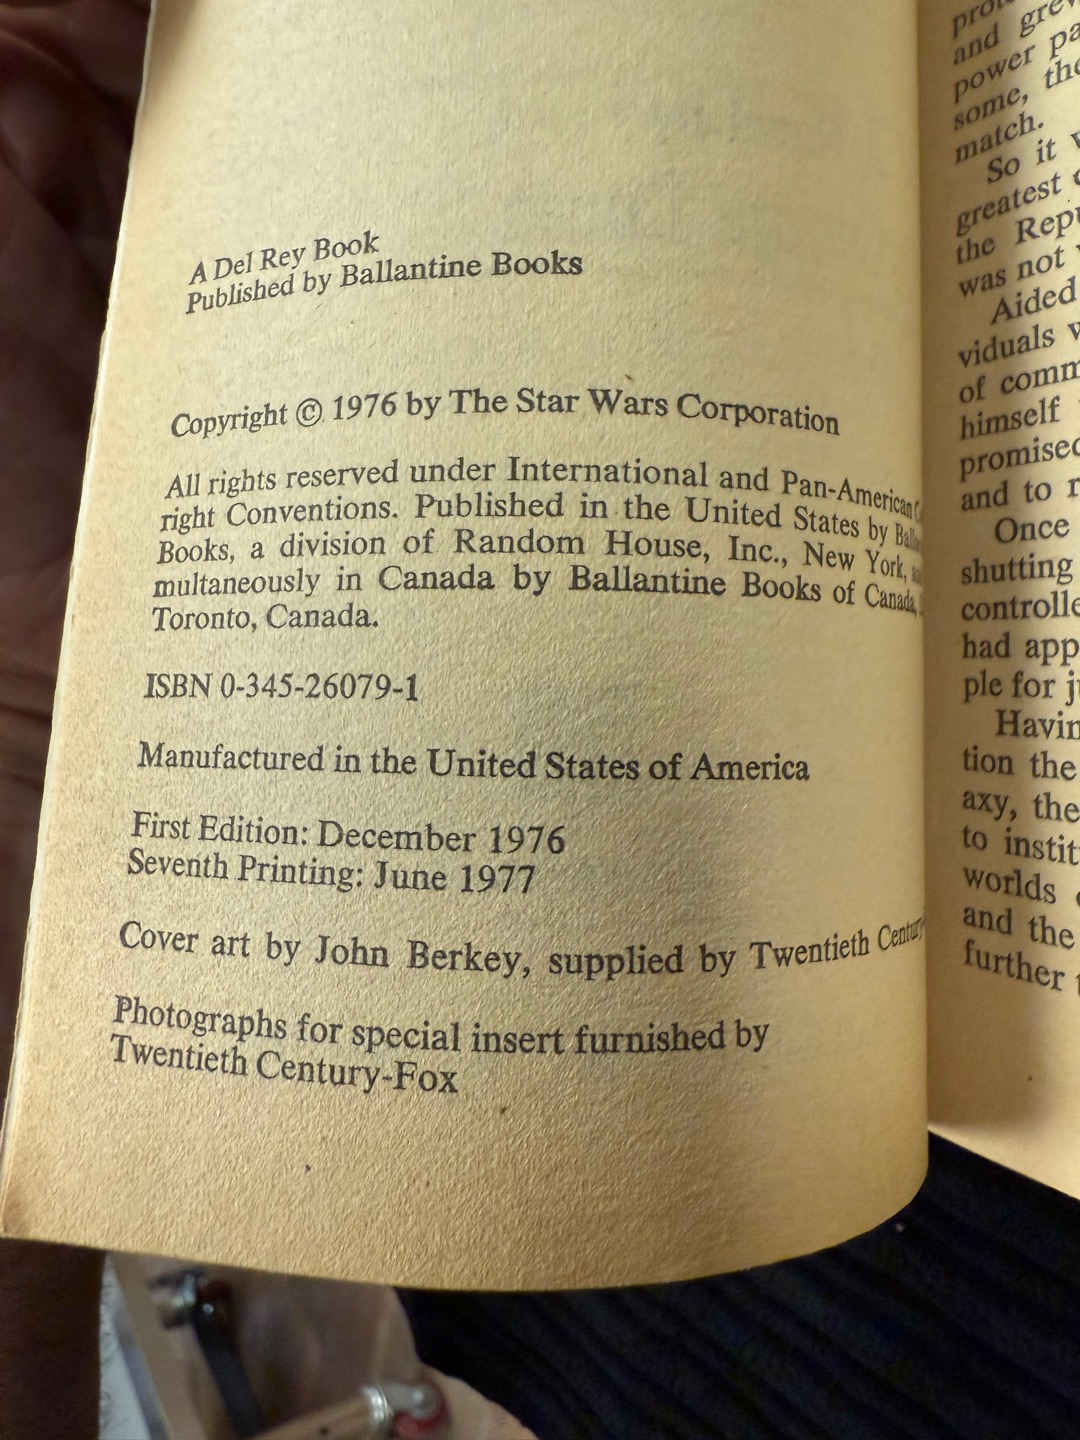 A Del Rey Book
Published by Ballantine Books
Copyright © 1976 by The Star Wars Corporation
All rights reserved under International and Pan-American
right Conventions. Published in the United States by
Books, a division of Random House, Inc., New York,
multaneously in Canada by Ballantine Books of Canada,
Toronto, Canada.
ISBN 0-345-26079-1
Manufactured in the United States of America
First Edition: December 1976
Seventh Printing: June 1977
Cover art by John Berkey, supplied by Twentieth Century
Photographs for special insert furnished by
Twentieth Century-Fox
and
power
some,
match.
So it
greatest
the
was not
Aided
viduals
of
himself
promised
and to
Once
shutting
had
ple for
tion the
axy, the
to
worlds
and the
further